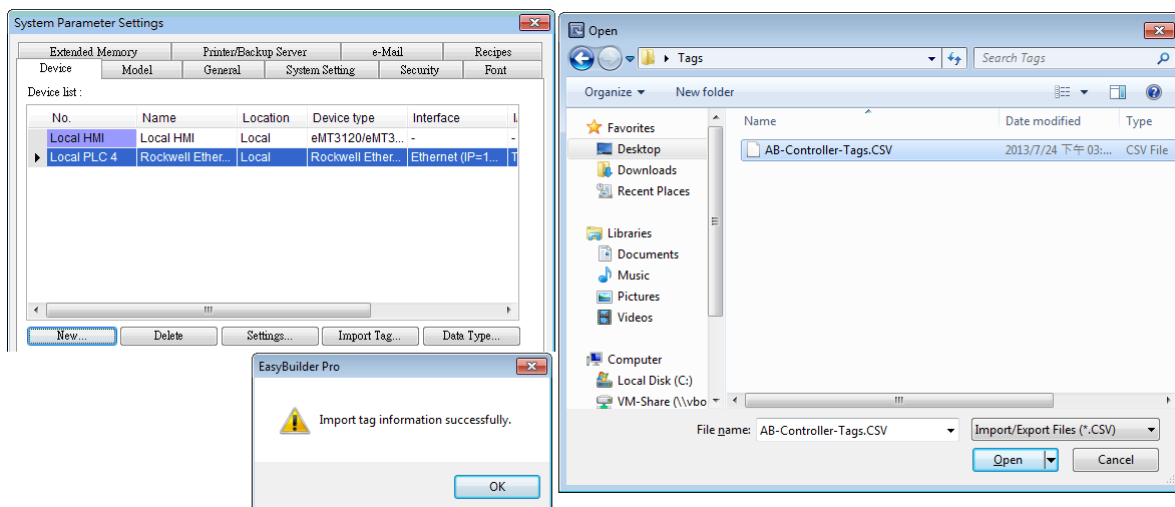 System Parameter Settings
Extended Memory Printer/Backup Server e-Mail Recipes
Device Model General System Setting Security Font
Device list :
No. Name Location Device type Interface
Local HMI Local HMI Local eMT3120/eMT3... - -
Local PLC 4 Rockwell Ether... Local Rockwell Ether... Ethernet (IP=1... T
New... Delete Settings... Import Tag... Data Type...
EasyBuilder Pro
Import tag information successfully.
OK
Open
Tags
Search Tags
Organize New folder
Favorites
Desktop
Downloads
Recent Places
Libraries
Documents
Music
Pictures
Videos
Computer
Local Disk (C:)
VM-Share (\\vbo
Name Date modified Type
AB-Controller-Tags.CSV 2013/7/24 下午 03:... CSV File
File name: AB-Controller-Tags.CSV Import/Export Files (*.CSV)
Open Cancel